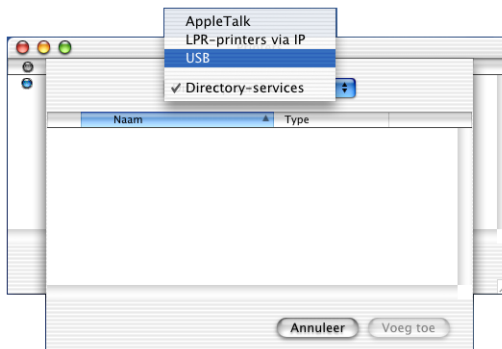 AppleTalk
LPR-printers via IP
USB
✓ Directory-services
Naam Type
Annuleer Voeg toe